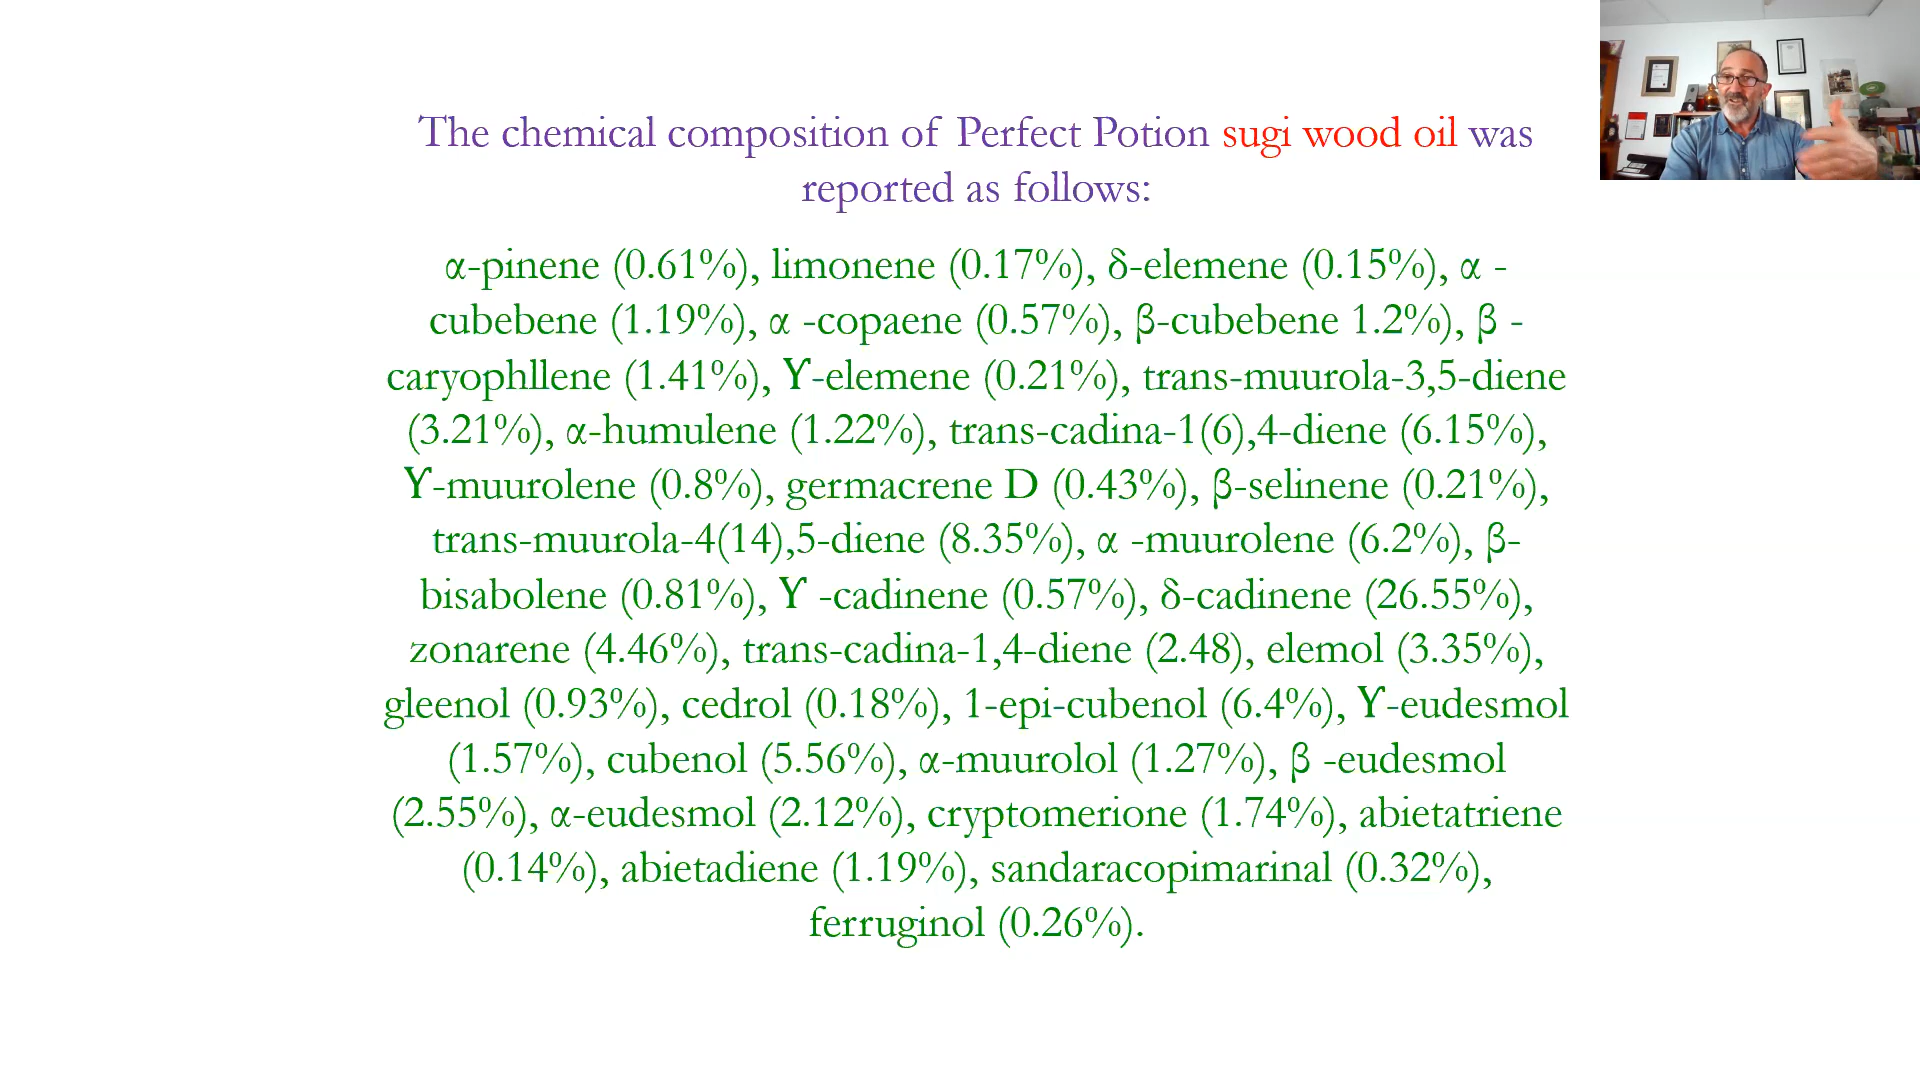 The chemical composition of Perfect Potion sugi wood oil was
reported as follows:
α-pinene (0.61%), limonene (0.17%), δ-elemene (0.15%), α -
cubebene (1.19%), α -copaene (0.57%), β-cubebene 1.2%), β -
caryophllene (1.41%), ϒ-elemene (0.21%), trans-muurola-3,5-diene
(3.21%), α-humulene (1.22%), trans-cadina-1(6),4-diene (6.15%),
ϒ-muurolene (0.8%), germacrene D (0.43%), β-selinene (0.21%),
trans-muurola-4(14),5-diene (8.35%), α -muurolene (6.2%), β-
bisabolene (0.81%), ϒ -cadinene (0.57%), δ-cadinene (26.55%),
zonarene (4.46%), trans-cadina-1,4-diene (2.48), elemol (3.35%),
gleenol (0.93%), cedrol (0.18%), 1-epi-cubenol (6.4%), ϒ-eudesmol
(1.57%), cubenol (5.56%), α-muurolol (1.27%), β -eudesmol
(2.55%), α-eudesmol (2.12%), cryptomerione (1.74%), abietatriene
(0.14%), abietadiene (1.19%), sandaracopimarinal (0.32%),
ferruginol (0.26%).